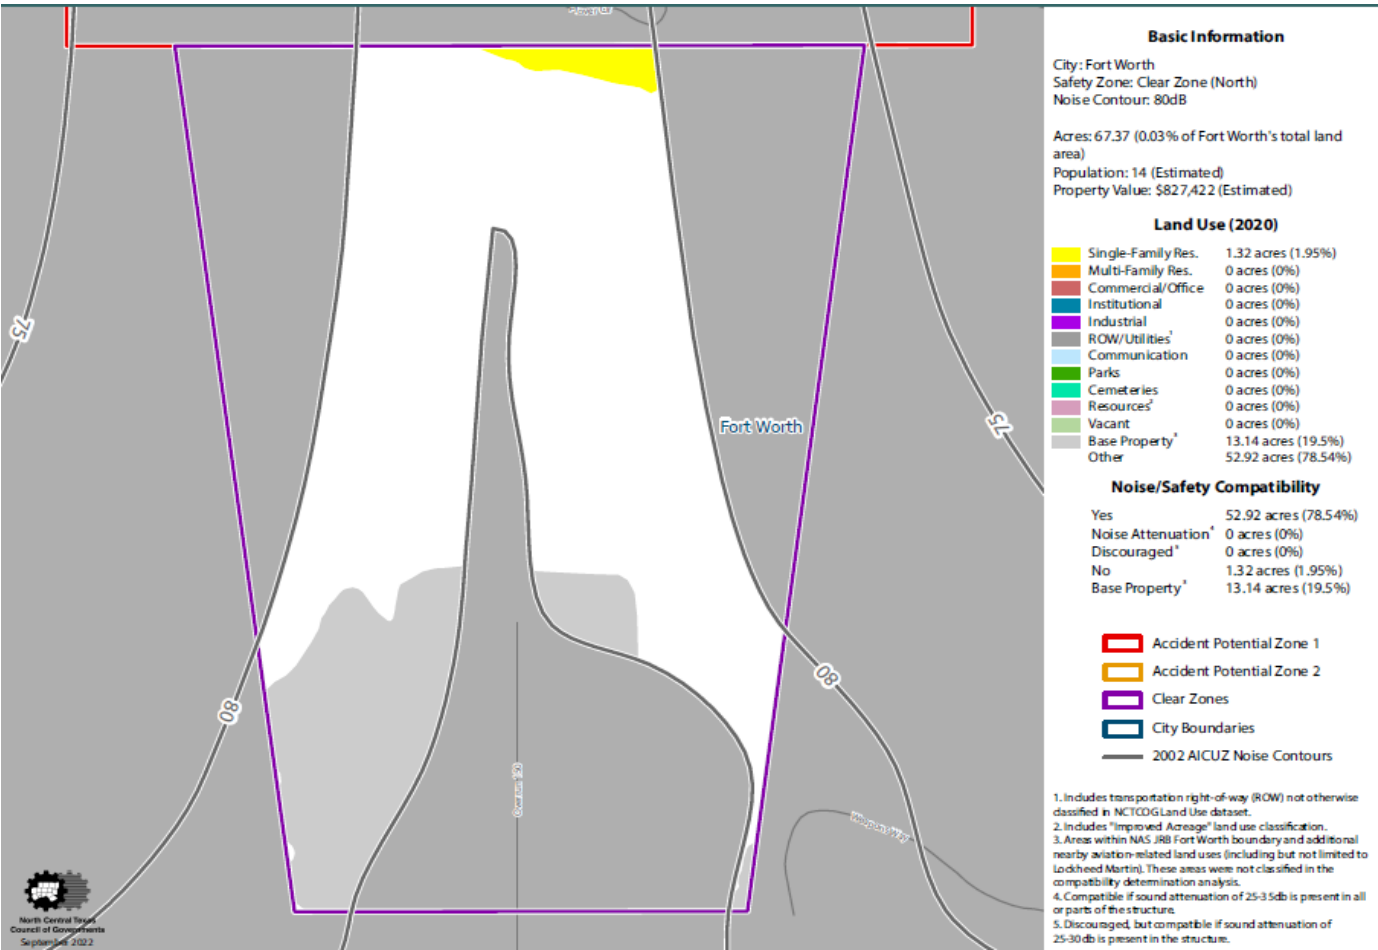 75
75
80
80
Fort Worth
Overrun 196
Weapons Way
North Central Texas
Council of Governments
September 2022
Basic Information
City: Fort Worth
Safety Zone: Clear Zone (North)
Noise Contour: 80dB
Acres: 67.37 (0.03% of Fort Worth's total land
area)
Population: 14 (Estimated)
Property Value: $827,422 (Estimated)
Land Use (2020)
Single-Family Res. 1.32 acres (1.95%)
Multi-Family Res. 0 acres (0%)
Commercial/Office 0 acres (0%)
Institutional 0 acres (0%)
Industrial 0 acres (0%)
ROW/Utilities¹ 0 acres (0%)
Communication 0 acres (0%)
Parks 0 acres (0%)
Cemeteries 0 acres (0%)
Resources² 0 acres (0%)
Vacant 0 acres (0%)
Base Property³ 13.14 acres (19.5%)
Other 52.92 acres (78.54%)
Noise/Safety Compatibility
Yes 52.92 acres (78.54%)
Noise Attenuation⁴ 0 acres (0%)
Discouraged⁵ 0 acres (0%)
No 1.32 acres (1.95%)
Base Property³ 13.14 acres (19.5%)
Accident Potential Zone 1
Accident Potential Zone 2
Clear Zones
City Boundaries
2002 AICUZ Noise Contours
1. Includes transportation right-of-way (ROW) not otherwise
classified in NCTCOG Land Use dataset.
2. Includes "Improved Acreage" land use classification.
3. Areas within NAS JRB Fort Worth boundary and additional
nearby aviation-related land uses (including but not limited to
Lockheed Martin). These areas were not classified in the
compatibility determination analysis.
4. Compatible if sound attenuation of 25-35db is present in all
or parts of the structure.
5. Discouraged, but compatible if sound attenuation of
25-30db is present in the structure.